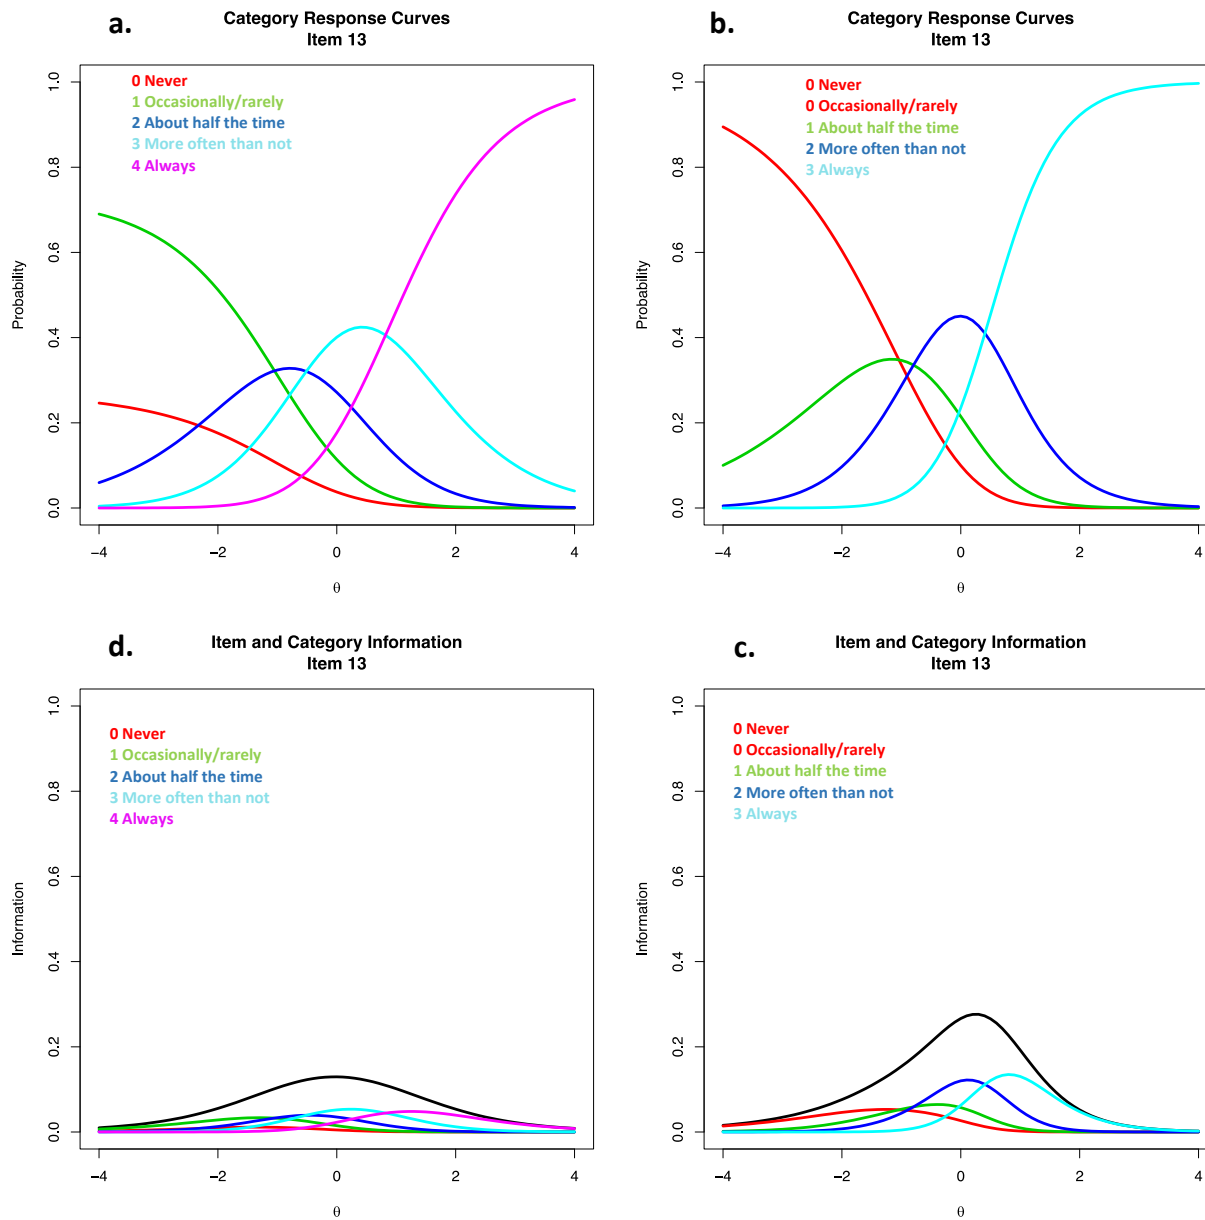 a.
Category Response Curves
Item 13
0 Never
1 Occasionally/rarely
2 About half the time
3 More often than not
4 Always
Probability
0.0
0.2
0.4
0.6
0.8
1.0
−4
−2
0
2
4
θ
b.
Category Response Curves
Item 13
0 Never
0 Occasionally/rarely
1 About half the time
2 More often than not
3 Always
Probability
0.0
0.2
0.4
0.6
0.8
1.0
−4
−2
0
2
4
θ
d.
Item and Category Information
Item 13
0 Never
1 Occasionally/rarely
2 About half the time
3 More often than not
4 Always
Information
0.0
0.2
0.4
0.6
0.8
1.0
−4
−2
0
2
4
θ
c.
Item and Category Information
Item 13
0 Never
0 Occasionally/rarely
1 About half the time
2 More often than not
3 Always
Information
0.0
0.2
0.4
0.6
0.8
1.0
−4
−2
0
2
4
θ